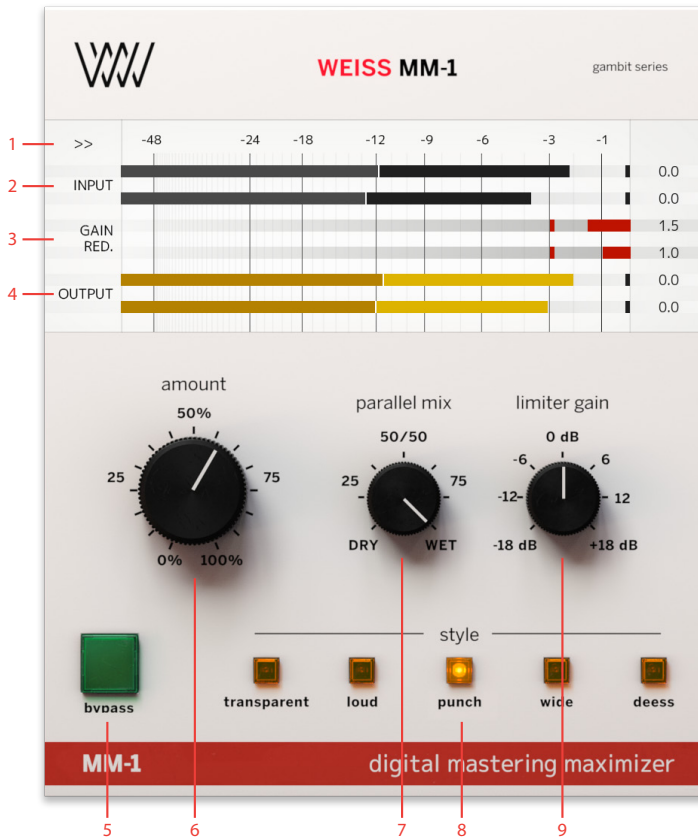 WEISS MM-1
gambit series
1
>> -48 -24 -18 -12 -9 -6 -3 -1
2
INPUT
0.0
0.0
3
GAIN
RED.
1.5
1.0
4
OUTPUT
0.0
0.0
amount
50%
25 75
0% 100%
parallel mix
50/50
25 75
DRY WET
limiter gain
0 dB
-6 6
-12 12
-18 dB +18 dB
style
bypass
transparent loud punch wide deess
MM-1 digital mastering maximizer
5 6 7 8 9